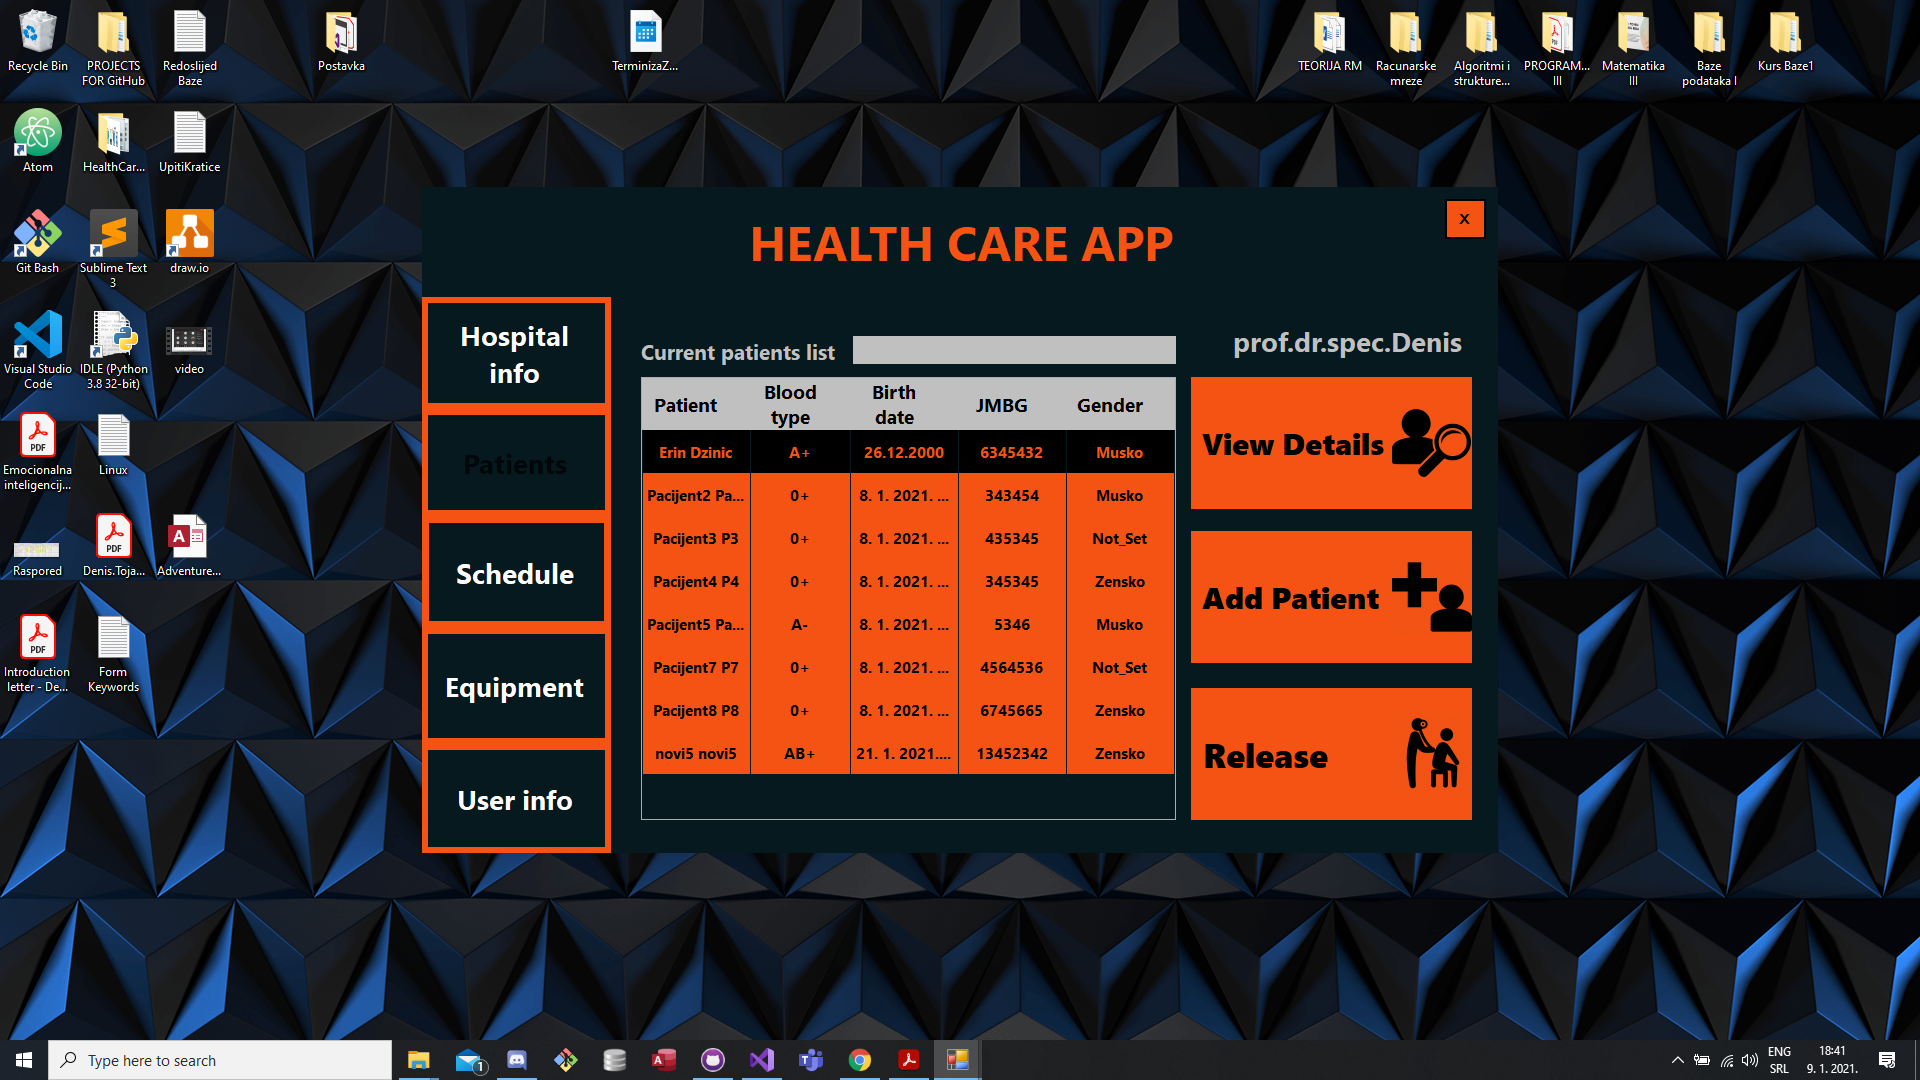 Recycle Bin
PROJECTS
FOR GitHub
Redoslijed
Baze
Postavka
TerminizaZ...
TEORIJA RM
Racunarske
mreze
Algoritmi i
strukture...
PROGRAM...
III
Matematika
III
Baze
podataka I
Kurs Baze1
Atom
HealthCar...
UpitiKratice
Git Bash
Sublime Text
3
draw.io
Visual Studio
Code
IDLE (Python
3.8 32-bit)
video
PDF
Emocionalna
inteligencij...
Linux
Raspored
PDF
Denis.Toja...
A
Adventure...
PDF
Introduction
letter - De...
Form
Keywords
HEALTH CARE APP
x
Hospital
info
Patients
Schedule
Equipment
User info
Current patients list
prof.dr.spec.Denis
Patient Blood type Birth date JMBG Gender
Erin Dzinic A+ 26.12.2000 6345432 Musko
Pacijent2 Pa... 0+ 8. 1. 2021. ... 343454 Musko
Pacijent3 P3 0+ 8. 1. 2021. ... 435345 Not_Set
Pacijent4 P4 0+ 8. 1. 2021. ... 345345 Zensko
Pacijent5 Pa... A- 8. 1. 2021. ... 5346 Musko
Pacijent7 P7 0+ 8. 1. 2021. ... 4564536 Not_Set
Pacijent8 P8 0+ 8. 1. 2021. ... 6745665 Zensko
novi5 novi5 AB+ 21. 1. 2021.... 13452342 Zensko
View Details
Add Patient
Release
Type here to search
1
ENG
SRL
18:41
9. 1. 2021.